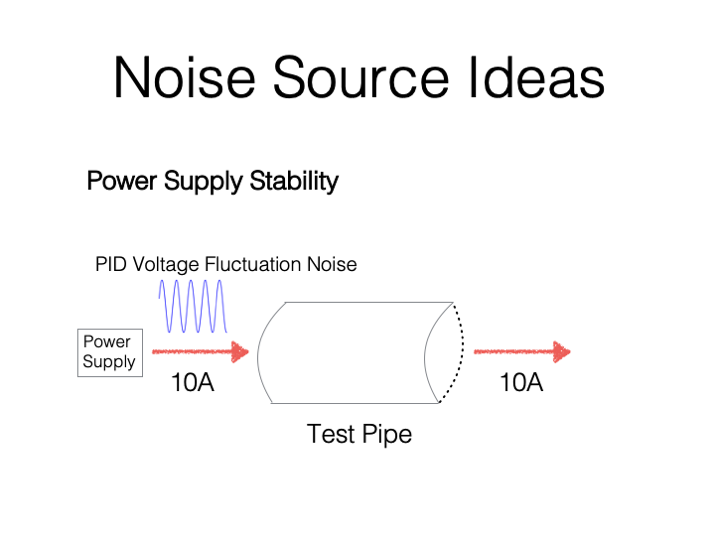 Noise Source Ideas
Power Supply Stability
PID Voltage Fluctuation Noise
Power
Supply
10A
10A
Test Pipe